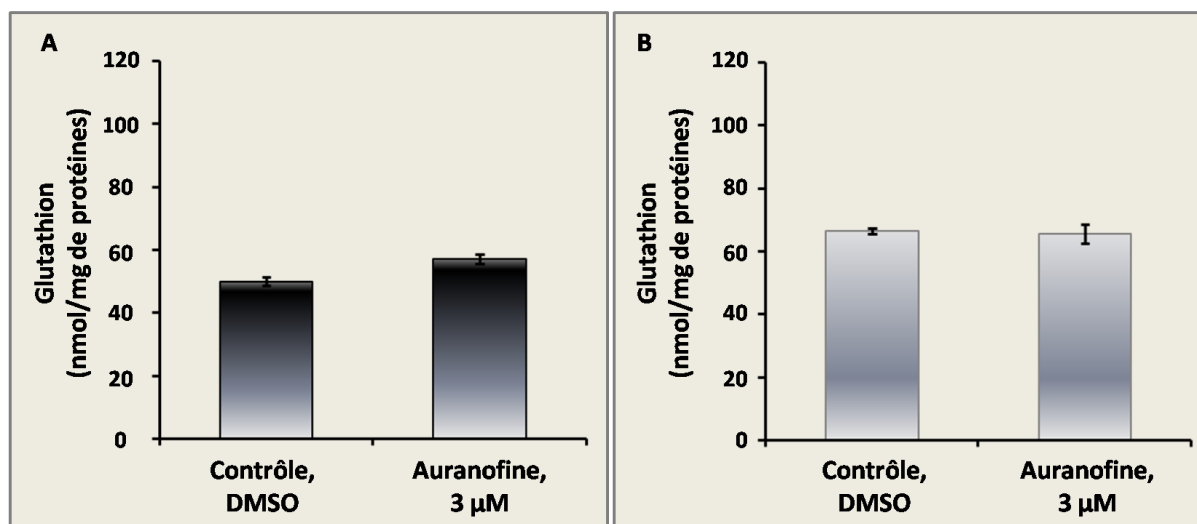 A
120
100
80
60
40
20
0
Glutathion
(nmol/mg de protéines)
Contrôle,
DMSO
Auranofine,
3 µM
B
120
100
80
60
40
20
0
Glutathion
(nmol/mg de protéines)
Contrôle,
DMSO
Auranofine,
3 µM